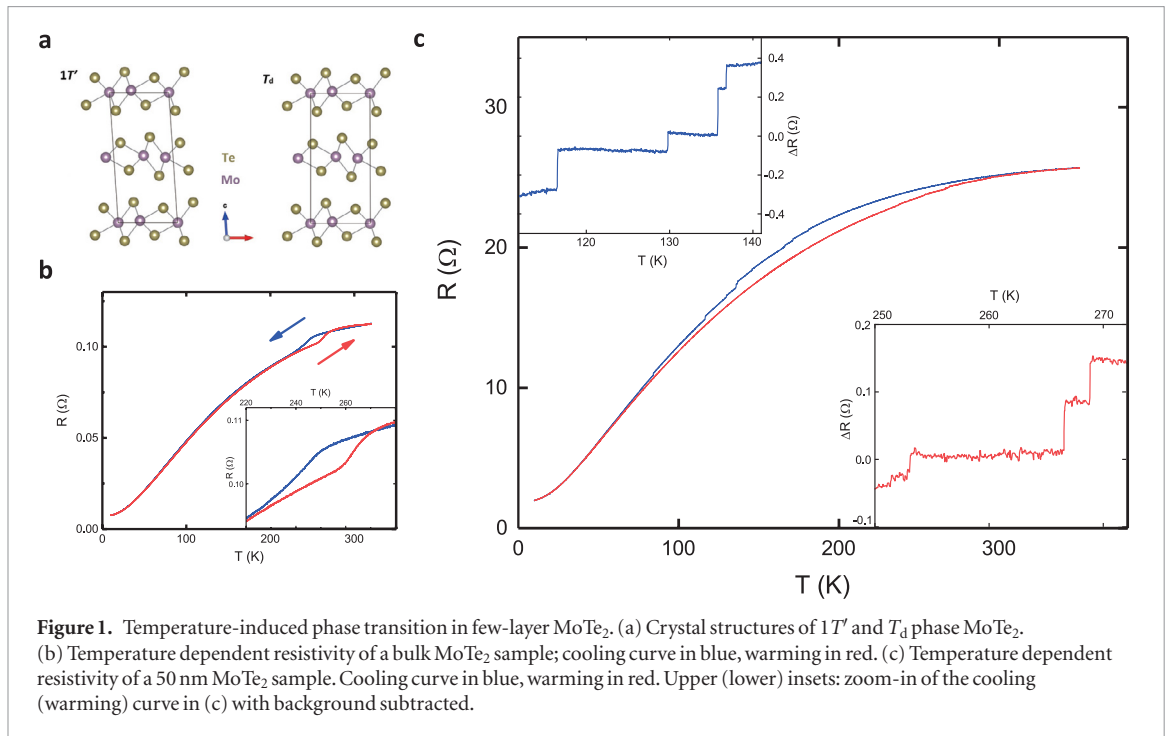 a
1T′
T_d
Te
Mo
c
b
R (Ω)
0.10
0.05
0.00
0
100
200
300
T (K)
T (K)
220
240
260
R (Ω)
0.11
0.10
c
R (Ω)
30
20
10
0
0
100
200
300
T (K)
120
130
140
T (K)
0.4
0.2
0.0
-0.2
0.4
ΔR (Ω)
T (K)
250
260
270
0.2
0.1
0.0
-0.1
ΔR (Ω)
Figure 1. Temperature-induced phase transition in few-layer MoTe₂. (a) Crystal structures of 1T′ and T_d phase MoTe₂.
(b) Temperature dependent resistivity of a bulk MoTe₂ sample; cooling curve in blue, warming in red. (c) Temperature dependent
resistivity of a 50 nm MoTe₂ sample. Cooling curve in blue, warming in red. Upper (lower) insets: zoom-in of the cooling
(warming) curve in (c) with background subtracted.